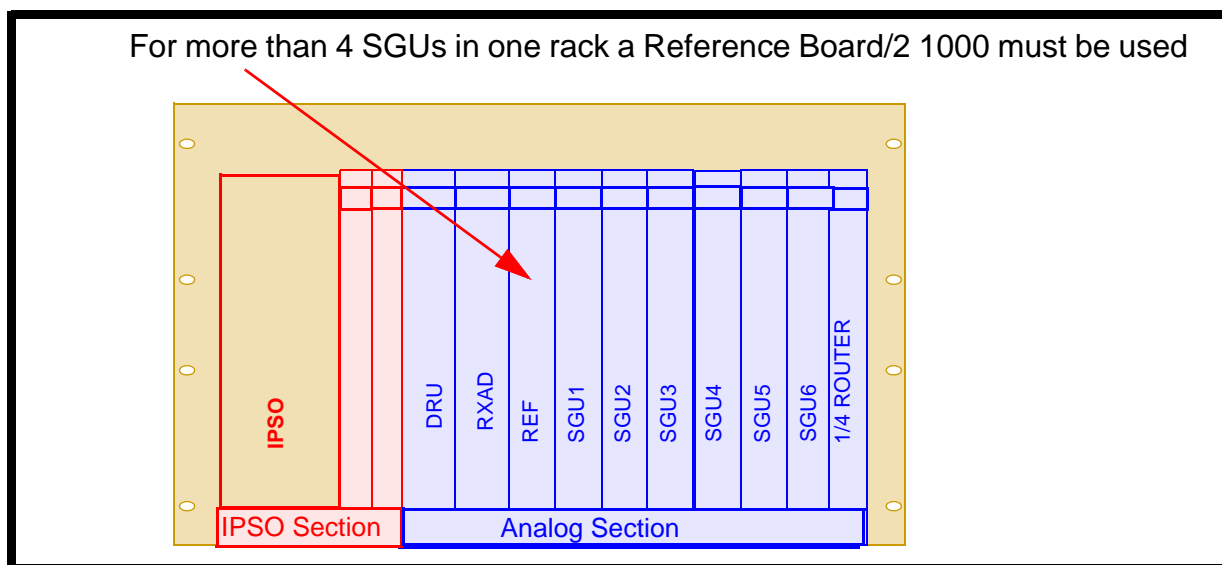 For more than 4 SGUs in one rack a Reference Board/2 1000 must be used
IPSO
DRU
RXAD
REF
SGU1
SGU2
SGU3
SGU4
SGU5
SGU6
1/4 ROUTER
IPSO Section
Analog Section